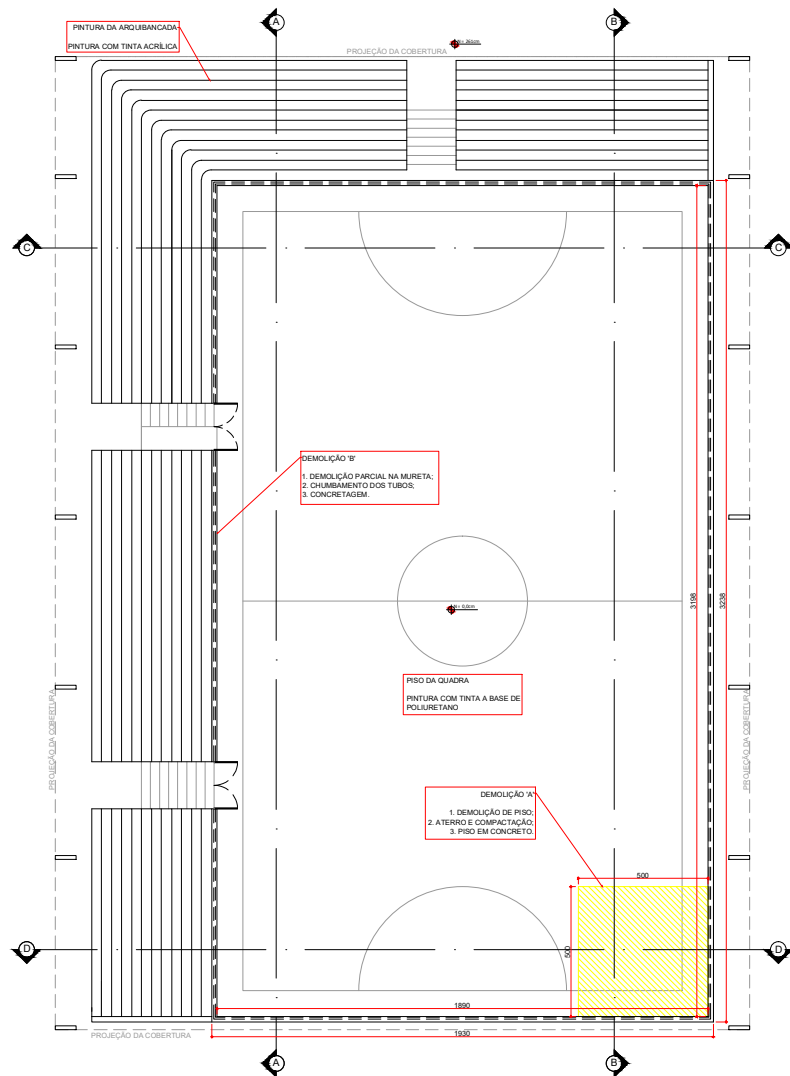 A
B
PINTURA DA ARQUIBANCADA
PINTURA COM TINTA ACRÍLICA
N= 260cm
PROJEÇÃO DA COBERTURA
C
C
DEMOLIÇÃO 'B'
1. DEMOLIÇÃO PARCIAL NA MURETA;
2. CHUMBAMENTO DOS TUBOS;
3. CONCRETAGEM.
3198
3238
N= 0,0cm
PISO DA QUADRA
PINTURA COM TINTA A BASE DE
POLIURETANO
PROJEÇÃO DA COBERTURA
PROJEÇÃO DA COBERTURA
DEMOLIÇÃO 'A'
1. DEMOLIÇÃO DE PISO;
2. ATERRO E COMPACTAÇÃO;
3. PISO EM CONCRETO.
500
500
D
D
1890
PROJEÇÃO DA COBERTURA
1930
A
B